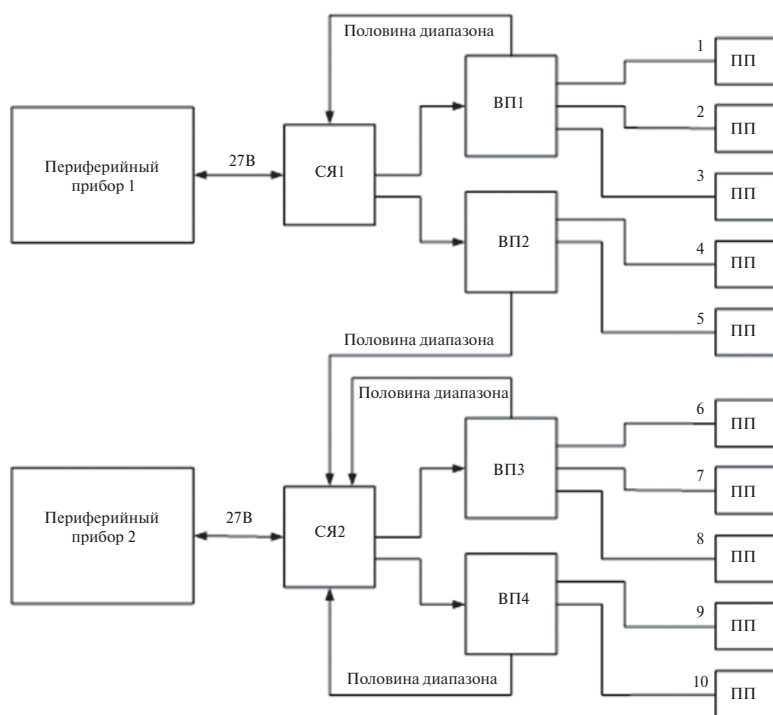 Половина диапазона
1
ПП
ВП1
2
ПП
Периферийный
прибор 1
27В
СЯ1
3
ПП
ВП2
4
ПП
5
ПП
Половина диапазона
Половина диапазона
6
ПП
ВП3
7
ПП
Периферийный
прибор 2
27В
СЯ2
8
ПП
ВП4
9
ПП
Половина диапазона
10
ПП